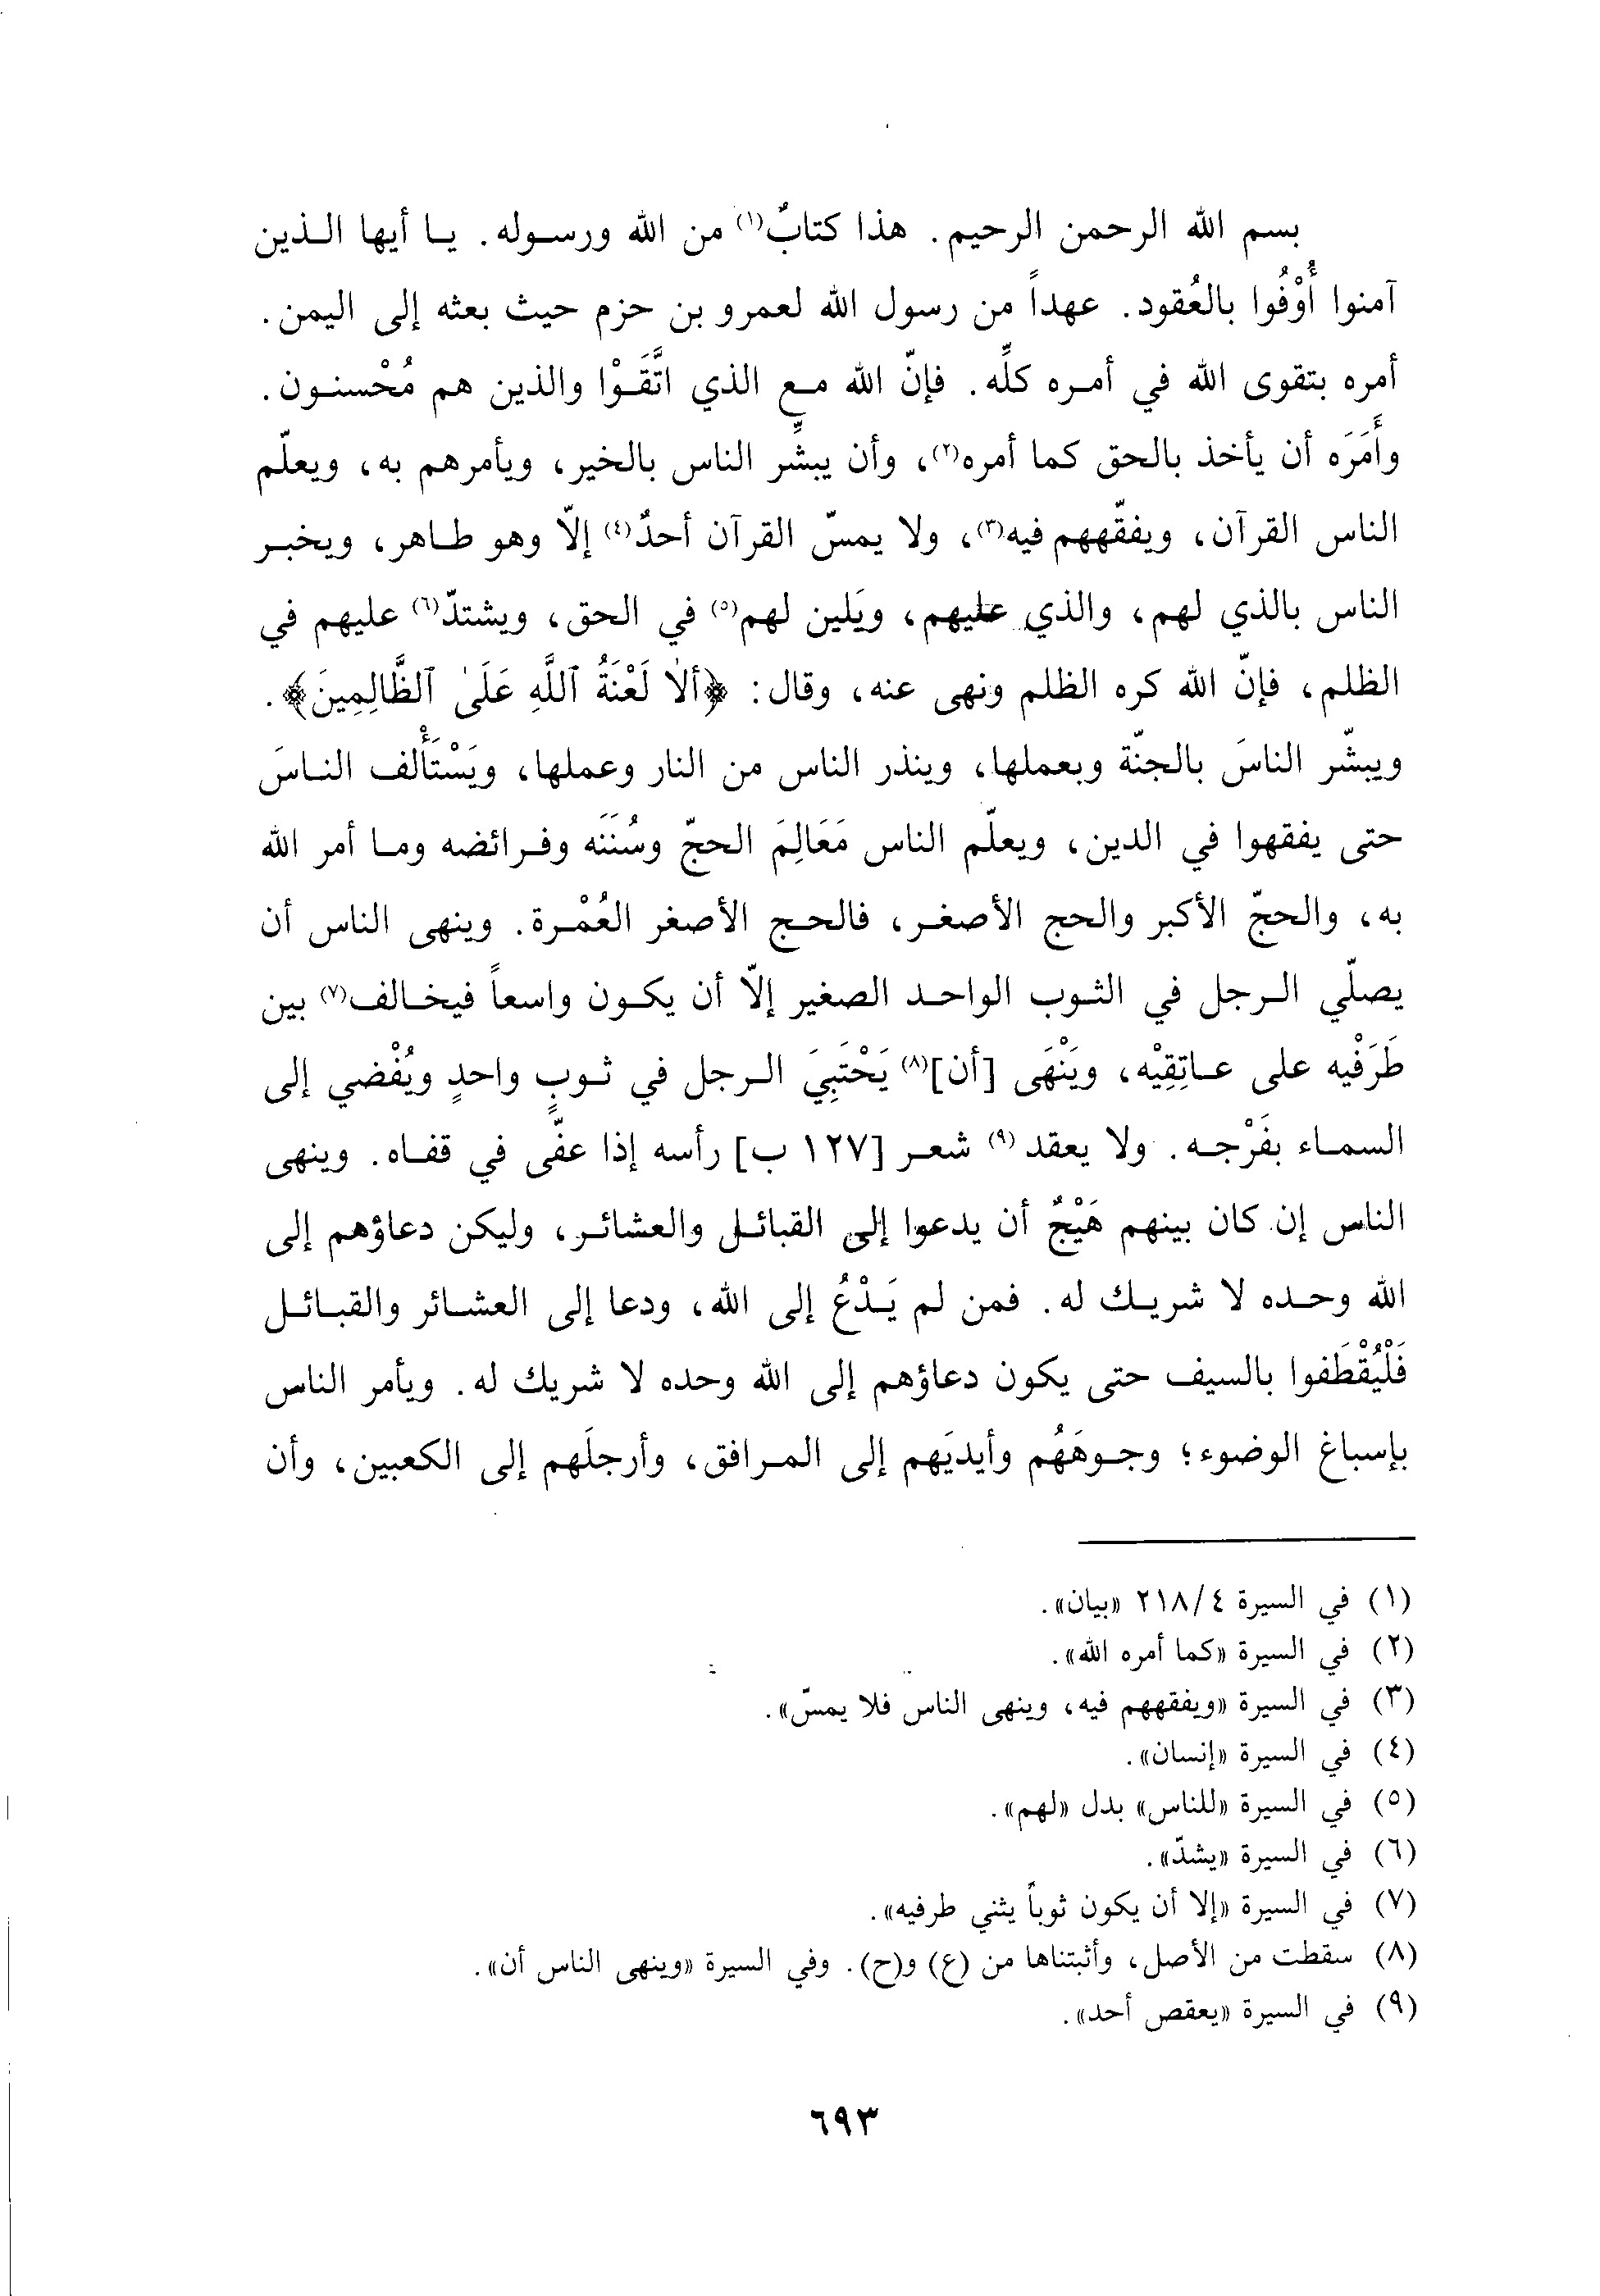 بسم الله الرحمن الرحيم. هذا كتابٌ(١) من الله ورسوله. يا أيها الذين
آمنوا أُوْفُوا بالعُقود. عهداً من رسول الله لعمرو بن حزم حيث بعثه إلى اليمن.
أمره بتقوى الله في أمره كلِّه. فإنّ الله مع الذي اتَّقَوْا والذين هم مُحْسنون.
وأَمَرَه أن يأخذ بالحق كما أمره(٢)، وأن يبشِّر الناس بالخير، ويأمرهم به، ويعلّم
الناس القرآن، ويفقّههم فيه(٣)، ولا يمسّ القرآن أحدٌ(٤) إلاّ وهو طاهر، ويخبر
الناس بالذي لهم، والذي عليهم، ويَلين لهم(٥) في الحق، ويشتدّ(٦) عليهم في
الظلم، فإنّ الله كره الظلم ونهى عنه، وقال: ﴿ألاٰ لَعْنَةُ ٱللَّهِ عَلَىٰ ٱلظَّالِمِينَ﴾.
ويبشّر الناسَ بالجنّة وبعملها، وينذر الناس من النار وعملها، ويَسْتَأْلف الناسَ
حتى يفقهوا في الدين، ويعلّم الناس مَعَالِمَ الحجّ وسُنَنَه وفرائضه وما أمر الله
به، والحجّ الأكبر والحج الأصغر، فالحج الأصغر العُمْرة. وينهى الناس أن
يصلّي الرجل في الثوب الواحد الصغير إلاّ أن يكون واسعاً فيخالف(٧) بين
طَرَفْيه على عاتِقِيْه، ويَنْهَى [أن](٨) يَحْتَبِيَ الرجل في ثوبٍ واحدٍ ويُفْضي إلى
السماء بفَرْجه. ولا يعقد(٩) شعر [١٢٧ ب] رأسه إذا عفّى في قفاه. وينهى
الناس إن كان بينهم هَيْجٌ أن يدعوا إلى القبائل والعشائر، وليكن دعاؤهم إلى
الله وحده لا شريك له. فمن لم يَدْعُ إلى الله، ودعا إلى العشائر والقبائل
فَلْيُقْطَفوا بالسيف حتى يكون دعاؤهم إلى الله وحده لا شريك له. ويأمر الناس
بإسباغ الوضوء؛ وجوهَهُم وأيديَهم إلى المرافق، وأرجلَهم إلى الكعبين، وأن
(١) في السيرة ٤/٢١٨ «بيان».
(٢) في السيرة «كما أمره الله».
(٣) في السيرة «ويفقههم فيه، وينهى الناس فلا يمسّ».
(٤) في السيرة «إنسان».
(٥) في السيرة «للناس» بدل «لهم».
(٦) في السيرة «يشدّ».
(٧) في السيرة «إلا أن يكون ثوباً يثني طرفيه».
(٨) سقطت من الأصل، وأثبتناها من (ع) و(ح). وفي السيرة «وينهى الناس أن».
(٩) في السيرة «يعقص أحد».
٦٩٣